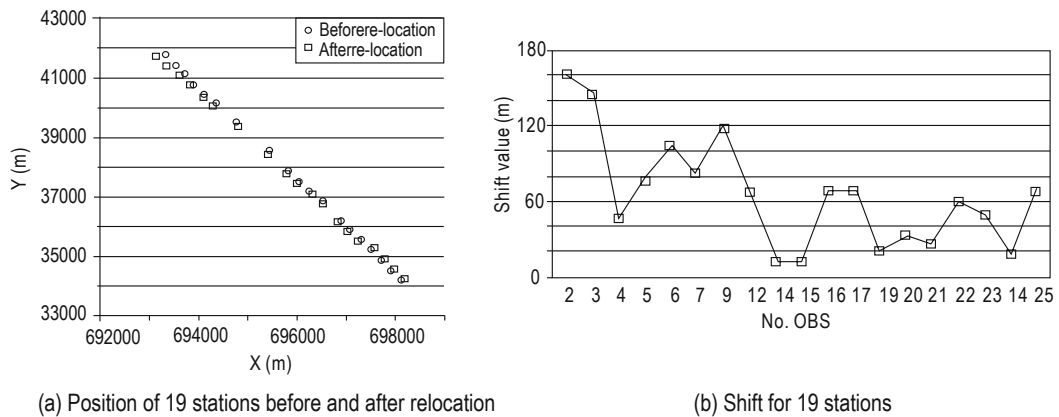 43000
41000
39000
37000
35000
33000
Y (m)
692000 694000 696000 698000
X (m)
Beforere-location
Afterre-location
(a) Position of 19 stations before and after relocation
180
120
60
0
Shift value (m)
2 3 4 5 6 7 9 12 14 15 16 17 19 20 21 22 23 14 25
No. OBS
(b) Shift for 19 stations